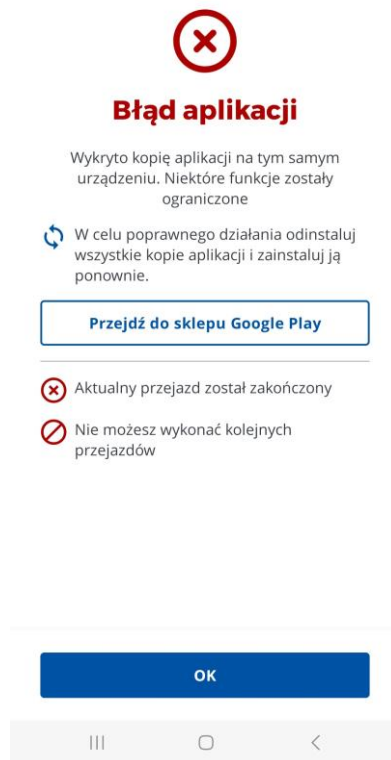 Błąd aplikacji
Wykryto kopię aplikacji na tym samym
urządzeniu. Niektóre funkcje zostały
ograniczone
W celu poprawnego działania odinstaluj
wszystkie kopie aplikacji i zainstaluj ją
ponownie.
Przejdź do sklepu Google Play
Aktualny przejazd został zakończony
Nie możesz wykonać kolejnych
przejazdów
OK